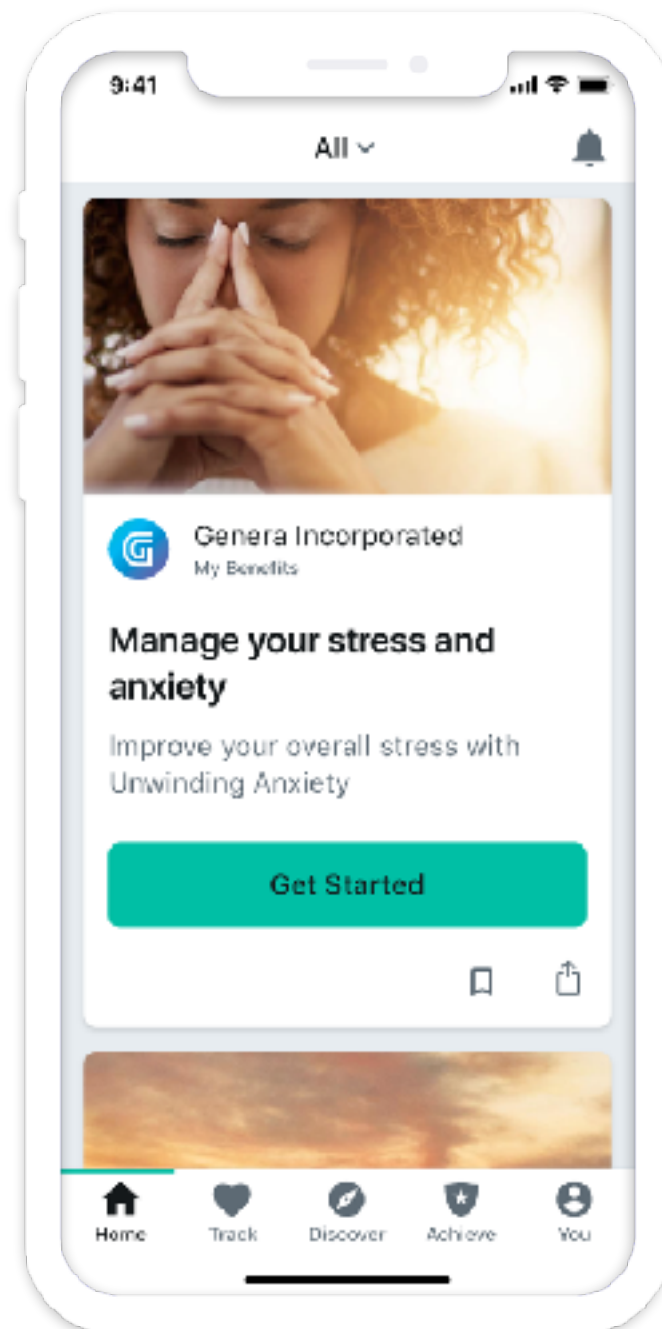 9:41
All
Genera Incorporated
My Benefits
Manage your stress and
anxiety
Improve your overall stress with
Unwinding Anxiety
Get Started
Home Track Discover Achieve You